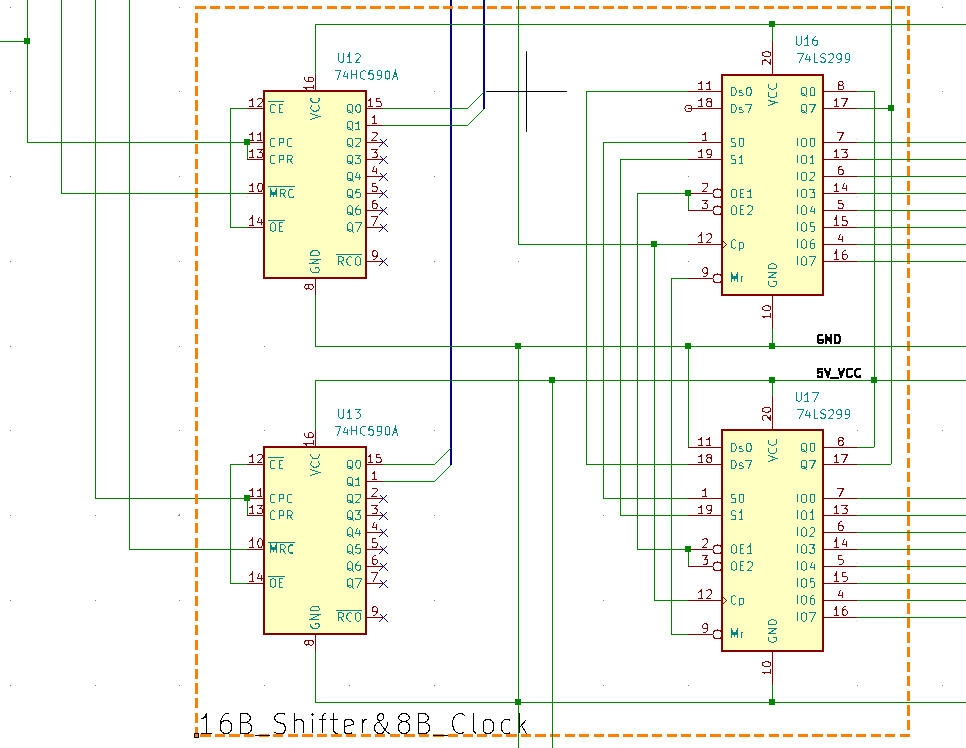 U12
74HC590A
16
VCC
12 CE Q0 15
Q1 1
11 CPC Q2 2
13 CPR Q3 3
Q4 4
10 MRC Q5 5
Q6 6
14 OE Q7 7
RCO 9
GND
8
U16
74LS299
20
VCC
11 Ds0 Q0 8
18 Ds7 Q7 17
1 S0 IO0 7
19 S1 IO1 13
IO2 6
2 OE1 IO3 14
3 OE2 IO4 5
IO5 15
12 Cp IO6 4
IO7 16
9 Mr
GND
10
GND
5V_VCC
U13
74HC590A
16
VCC
12 CE Q0 15
Q1 1
11 CPC Q2 2
13 CPR Q3 3
Q4 4
10 MRC Q5 5
Q6 6
14 OE Q7 7
RCO 9
GND
8
U17
74LS299
20
VCC
11 Ds0 Q0 8
18 Ds7 Q7 17
1 S0 IO0 7
19 S1 IO1 13
IO2 6
2 OE1 IO3 14
3 OE2 IO4 5
IO5 15
12 Cp IO6 4
IO7 16
9 Mr
GND
10
16B_Shifter&8B_Clock